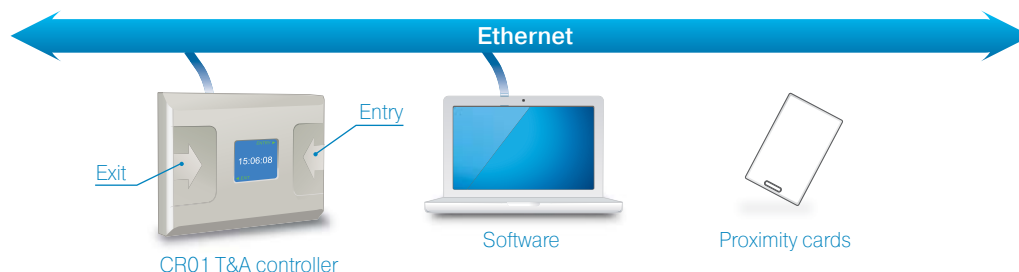 Ethernet
Entry
15:06:08
Exit
Software
Proximity cards
CR01 T&A controller